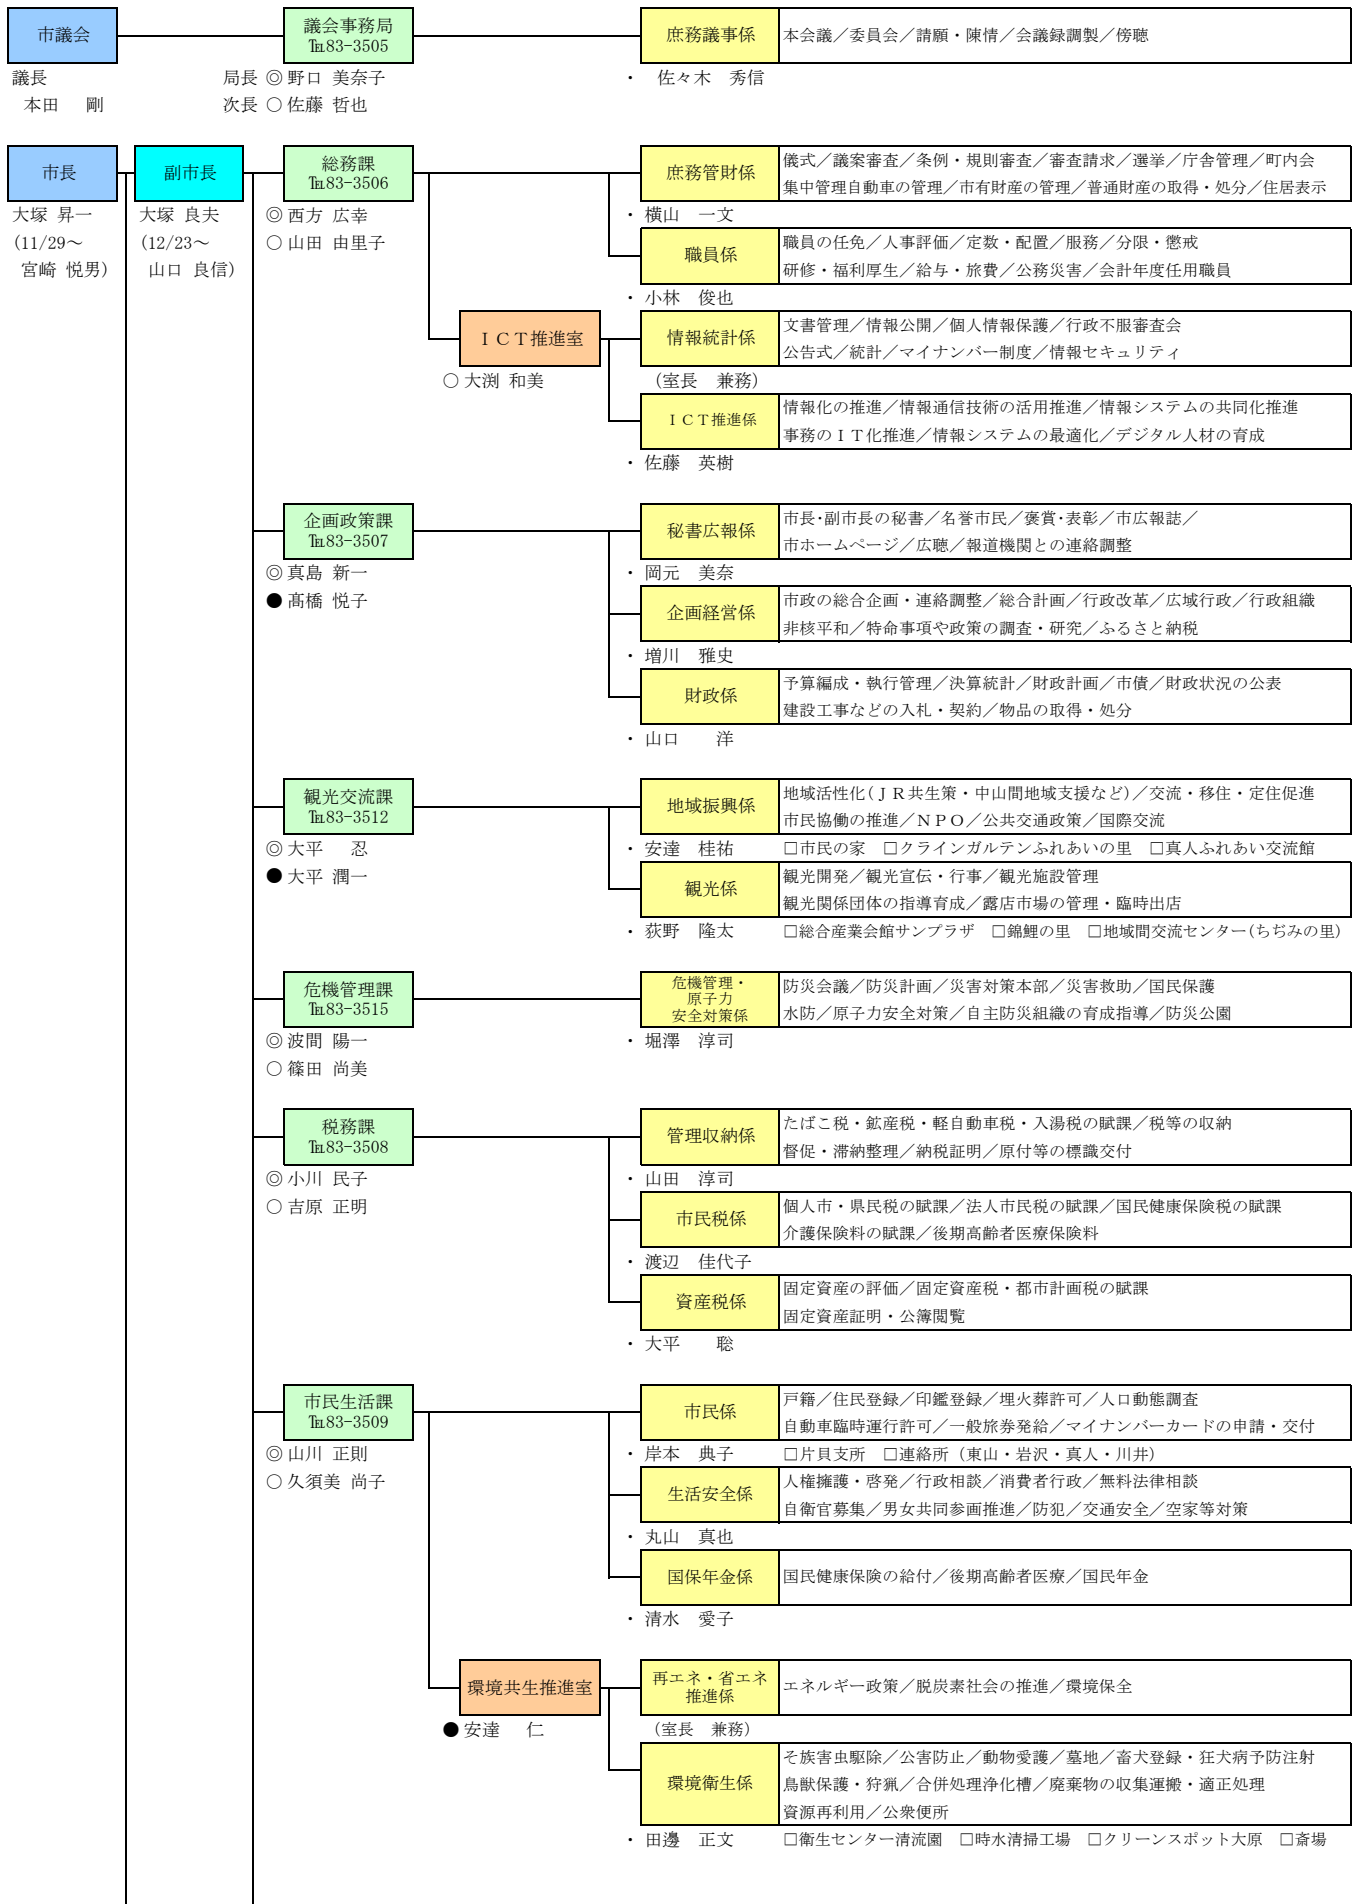 市議会
議長
本田 剛
議会事務局
℡83-3505
局長 ◎ 野口 美奈子
次長 ○ 佐藤 哲也
庶務議事係
本会議／委員会／請願・陳情／会議録調製／傍聴
・ 佐々木 秀信
市長
大塚 昇一
(11/29～
宮崎 悦男)
副市長
大塚 良夫
(12/23～
山口 良信)
総務課
℡83-3506
◎ 西方 広幸
○ 山田 由里子
庶務管財係
儀式／議案審査／条例・規則審査／審査請求／選挙／庁舎管理／町内会
集中管理自動車の管理／市有財産の管理／普通財産の取得・処分／住居表示
・ 横山 一文
職員係
職員の任免／人事評価／定数・配置／服務／分限・懲戒
研修・福利厚生／給与・旅費／公務災害／会計年度任用職員
・ 小林 俊也
ＩＣＴ推進室
○ 大渕 和美
情報統計係
文書管理／情報公開／個人情報保護／行政不服審査会
公告式／統計／マイナンバー制度／情報セキュリティ
(室長 兼務)
ＩＣＴ推進係
情報化の推進／情報通信技術の活用推進／情報システムの共同化推進
事務のＩＴ化推進／情報システムの最適化／デジタル人材の育成
・ 佐藤 英樹
企画政策課
℡83-3507
◎ 真島 新一
● 髙橋 悦子
秘書広報係
市長・副市長の秘書／名誉市民／褒賞・表彰／市広報誌／
市ホームページ／広聴／報道機関との連絡調整
・ 岡元 美奈
企画経営係
市政の総合企画・連絡調整／総合計画／行政改革／広域行政／行政組織
非核平和／特命事項や政策の調査・研究／ふるさと納税
・ 増川 雅史
財政係
予算編成・執行管理／決算統計／財政計画／市債／財政状況の公表
建設工事などの入札・契約／物品の取得・処分
・ 山口 洋
観光交流課
℡83-3512
◎ 大平 忍
● 大平 潤一
地域振興係
地域活性化(ＪＲ共生策・中山間地域支援など)／交流・移住・定住促進
市民協働の推進／ＮＰＯ／公共交通政策／国際交流
・ 安達 桂祐 □市民の家 □クラインガルテンふれあいの里 □真人ふれあい交流館
観光係
観光開発／観光宣伝・行事／観光施設管理
観光関係団体の指導育成／露店市場の管理・臨時出店
・ 荻野 隆太 □総合産業会館サンプラザ □錦鯉の里 □地域間交流センター(ちぢみの里)
危機管理課
℡83-3515
◎ 波間 陽一
○ 篠田 尚美
危機管理・
原子力
安全対策係
防災会議／防災計画／災害対策本部／災害救助／国民保護
水防／原子力安全対策／自主防災組織の育成指導／防災公園
・ 堀澤 淳司
税務課
℡83-3508
◎ 小川 民子
○ 吉原 正明
管理収納係
たばこ税・鉱産税・軽自動車税・入湯税の賦課／税等の収納
督促・滞納整理／納税証明／原付等の標識交付
・ 山田 淳司
市民税係
個人市・県民税の賦課／法人市民税の賦課／国民健康保険税の賦課
介護保険料の賦課／後期高齢者医療保険料
・ 渡辺 佳代子
資産税係
固定資産の評価／固定資産税・都市計画税の賦課
固定資産証明・公簿閲覧
・ 大平 聡
市民生活課
℡83-3509
◎ 山川 正則
○ 久須美 尚子
市民係
戸籍／住民登録／印鑑登録／埋火葬許可／人口動態調査
自動車臨時運行許可／一般旅券発給／マイナンバーカードの申請・交付
・ 岸本 典子 □片貝支所 □連絡所（東山・岩沢・真人・川井）
生活安全係
人権擁護・啓発／行政相談／消費者行政／無料法律相談
自衛官募集／男女共同参画推進／防犯／交通安全／空家等対策
・ 丸山 真也
国保年金係
国民健康保険の給付／後期高齢者医療／国民年金
・ 清水 愛子
環境共生推進室
● 安達 仁
再エネ・省エネ
推進係
エネルギー政策／脱炭素社会の推進／環境保全
(室長 兼務)
環境衛生係
そ族害虫駆除／公害防止／動物愛護／墓地／畜犬登録・狂犬病予防注射
鳥獣保護・狩猟／合併処理浄化槽／廃棄物の収集運搬・適正処理
資源再利用／公衆便所
・ 田邊 正文 □衛生センター清流園 □時水清掃工場 □クリーンスポット大原 □斎場